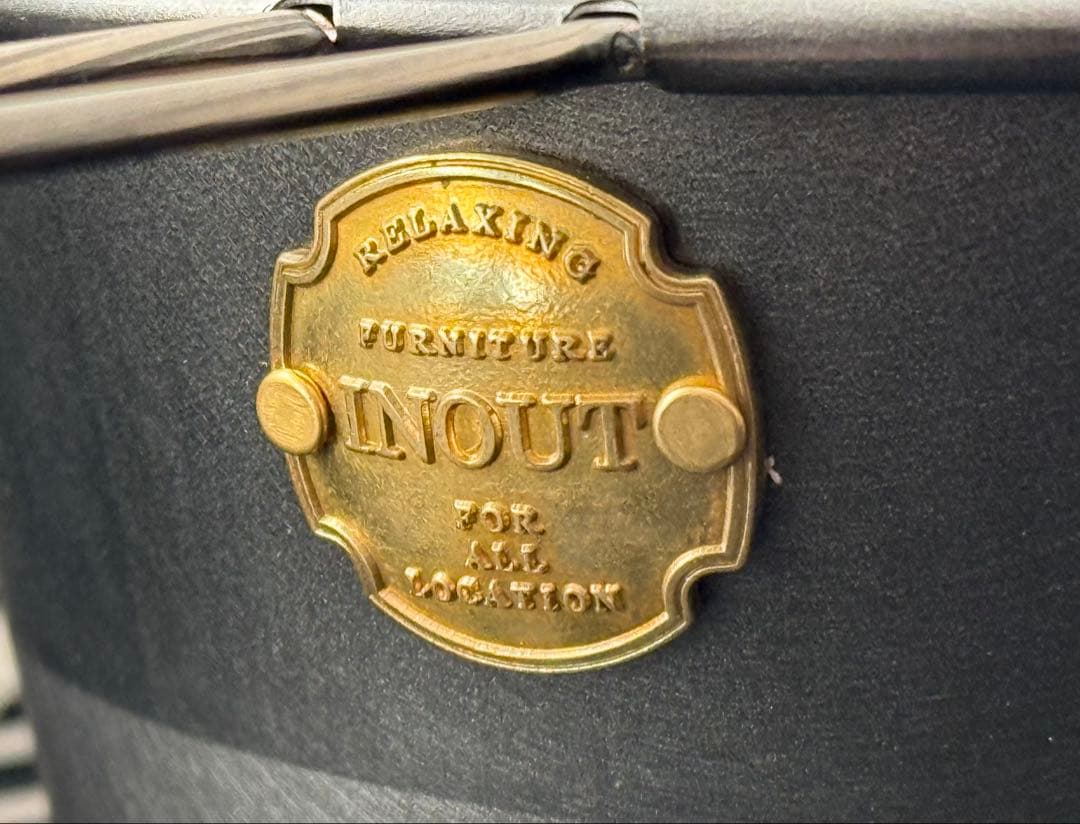 RELAXING
FURNITURE
INOUT
FOR
ALL
LOCATION